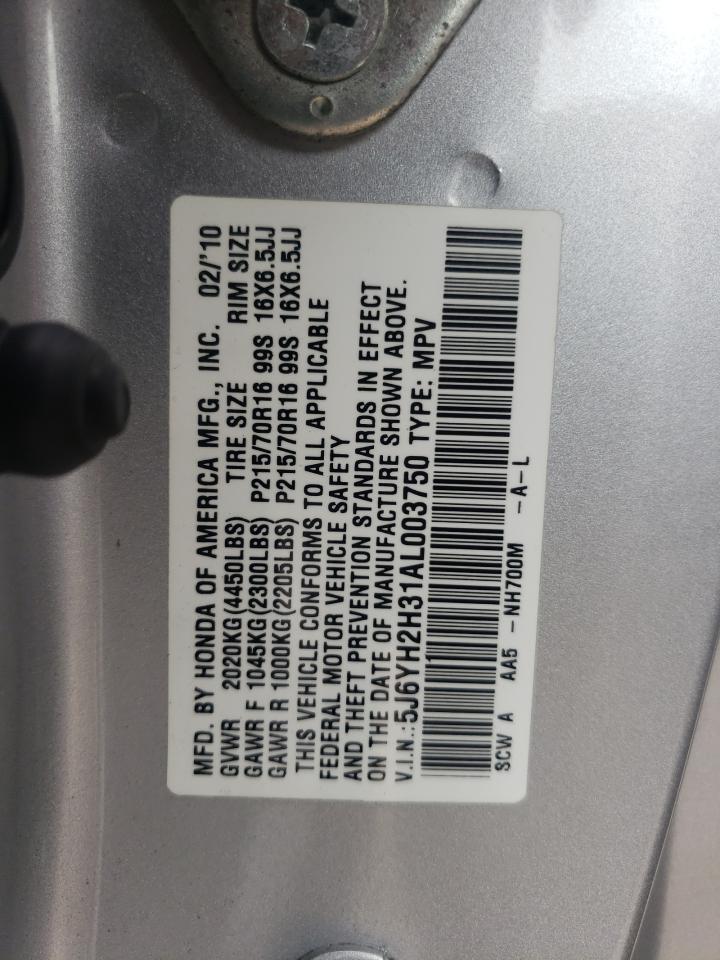 MFD. BY HONDA OF AMERICA MFG., INC. 02/'10
GVWR 2020KG(4450LBS) TIRE SIZE RIM SIZE
GAWR F 1045KG(2300LBS) P215/70R16 99S 16X6.5JJ
GAWR R 1000KG(2205LBS) P215/70R16 99S 16X6.5JJ
THIS VEHICLE CONFORMS TO ALL APPLICABLE
FEDERAL MOTOR VEHICLE SAFETY
AND THEFT PREVENTION STANDARDS IN EFFECT
ON THE DATE OF MANUFACTURE SHOWN ABOVE.
V.I.N.:5J6YH2H31AL003750 TYPE: MPV
SCW A AA5 -NH700M -A-L